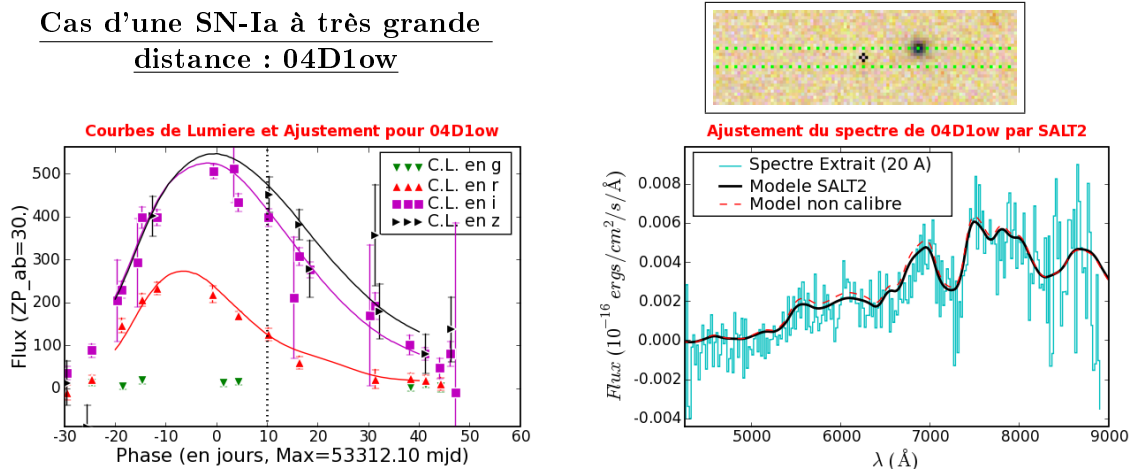 Cas d'une SN-Ia à très grande
distance : 04D1ow
Courbes de Lumiere et Ajustement pour 04D1ow
C.L. en g
C.L. en r
C.L. en i
C.L. en z
Flux (ZP_ab=30.)
500
400
300
200
100
0
-30 -20 -10 0 10 20 30 40 50 60
Phase (en jours, Max=53312.10 mjd)
Ajustement du spectre de 04D1ow par SALT2
Spectre Extrait (20 A)
Modele SALT2
Model non calibre
Flux (10^-16 ergs/cm^2/s/Å)
0.008
0.006
0.004
0.002
0.000
-0.002
-0.004
5000 6000 7000 8000 9000
λ (Å)